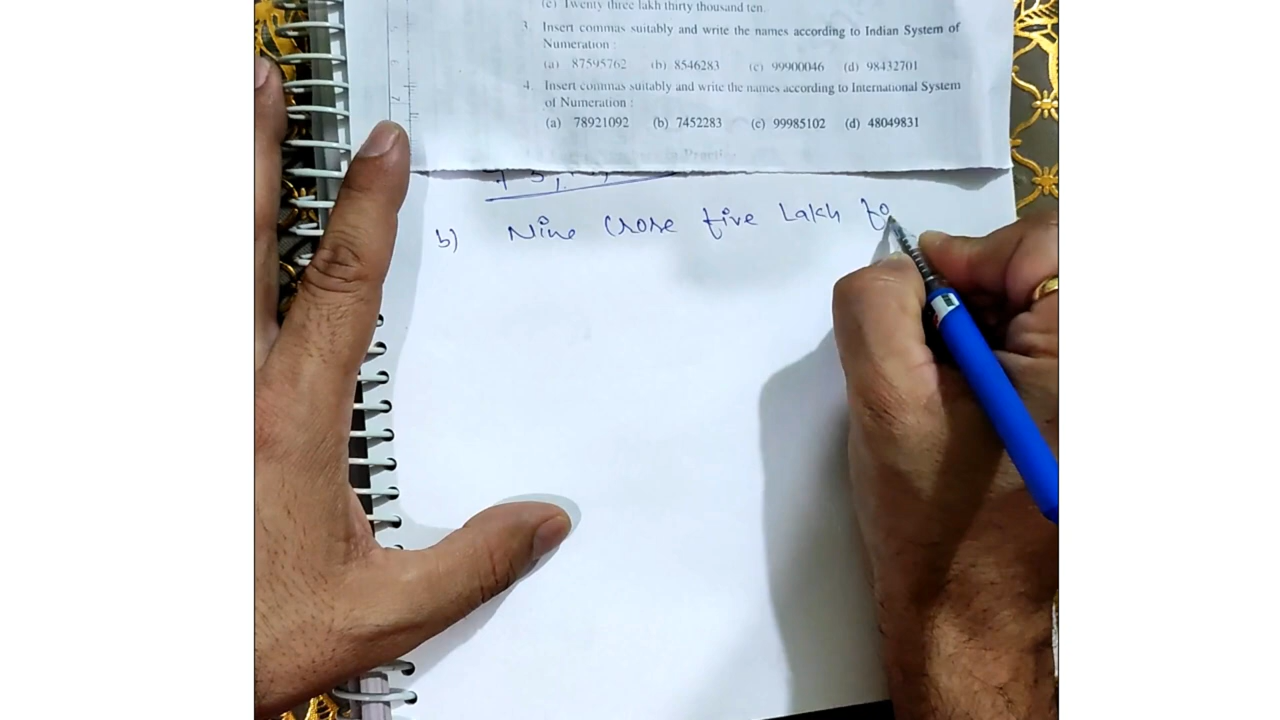 (e) Twenty three lakh thirty thousand ten.
3. Insert commas suitably and write the names according to Indian System of
Numeration :
(a) 87595762 (b) 8546283 (c) 99900046 (d) 98432701
4. Insert commas suitably and write the names according to International System
of Numeration :
(a) 78921092 (b) 7452283 (c) 99985102 (d) 48049831
b) Nine Crore five Lakh fo